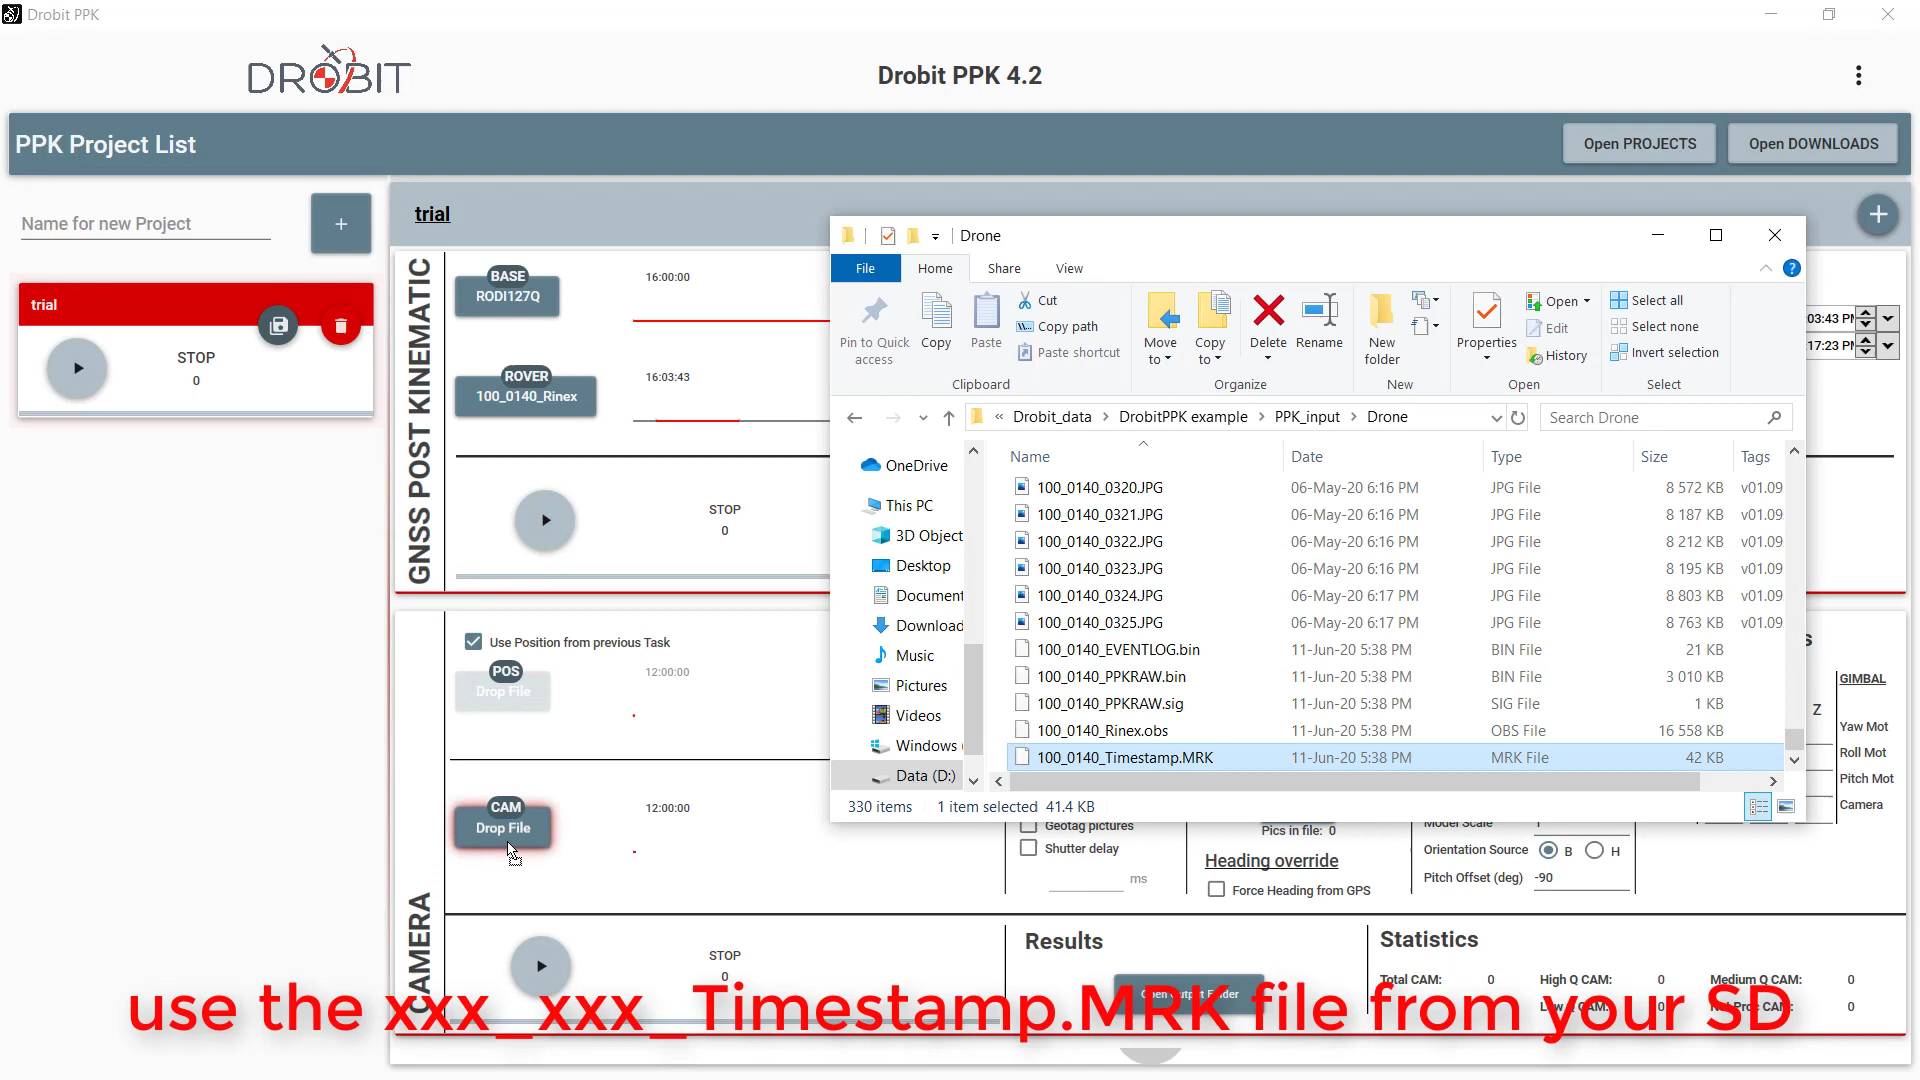 Drobit PPK
DROBIT
Drobit PPK 4.2
PPK Project List
Open PROJECTS
Open DOWNLOADS
Name for new Project
+
trial
STOP
0
trial
GNSS POST KINEMATIC
BASE
RODI127Q
16:00:00
ROVER
100_0140_Rinex
16:03:43
STOP
0
03:43 PM
17:23 PM
Drone
File
Home
Share
View
Pin to Quick access
Copy
Paste
Cut
Copy path
Paste shortcut
Clipboard
Move to
Copy to
Delete
Rename
Organize
New folder
New
Properties
Open
Edit
History
Open
Select all
Select none
Invert selection
Select
« Drobit_data > DrobitPPK example > PPK_input > Drone
Search Drone
OneDrive
This PC
3D Object
Desktop
Document
Download
Music
Pictures
Videos
Windows (
Data (D:)
Name Date Type Size Tags
100_0140_0320.JPG 06-May-20 6:16 PM JPG File 8 572 KB v01.09
100_0140_0321.JPG 06-May-20 6:16 PM JPG File 8 187 KB v01.09
100_0140_0322.JPG 06-May-20 6:16 PM JPG File 8 212 KB v01.09
100_0140_0323.JPG 06-May-20 6:16 PM JPG File 8 195 KB v01.09
100_0140_0324.JPG 06-May-20 6:17 PM JPG File 8 803 KB v01.09
100_0140_0325.JPG 06-May-20 6:17 PM JPG File 8 763 KB v01.09
100_0140_EVENTLOG.bin 11-Jun-20 5:38 PM BIN File 21 KB
100_0140_PPKRAW.bin 11-Jun-20 5:38 PM BIN File 3 010 KB
100_0140_PPKRAW.sig 11-Jun-20 5:38 PM SIG File 1 KB
100_0140_Rinex.obs 11-Jun-20 5:38 PM OBS File 16 558 KB
100_0140_Timestamp.MRK 11-Jun-20 5:38 PM MRK File 42 KB
330 items 1 item selected 41.4 KB
CAMERA
Use Position from previous Task
POS
Drop File
12:00:00
CAM
Drop File
12:00:00
s
GIMBAL
Z
Yaw Mot
Roll Mot
Pitch Mot
Camera
Geotag pictures
Shutter delay
ms
Pics in file: 0
Heading override
Force Heading from GPS
Model Scale
Orientation Source B H
Pitch Offset (deg) -90
STOP
0
Results
Open Output Folder
Statistics
Total CAM: 0 High Q CAM: 0 Medium Q CAM: 0
Low Q CAM: 0 0
use the xxx_xxx_Timestamp.MRK file from your SD